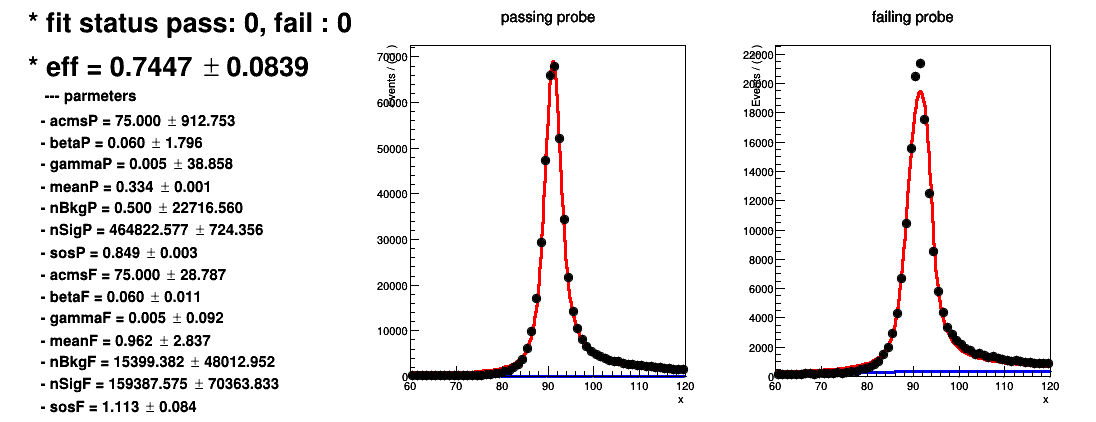 * fit status pass: 0, fail : 0
* eff = 0.7447 ± 0.0839
--- parmeters
- acmsP = 75.000 ± 912.753
- betaP = 0.060 ± 1.796
- gammaP = 0.005 ± 38.858
- meanP = 0.334 ± 0.001
- nBkgP = 0.500 ± 22716.560
- nSigP = 464822.577 ± 724.356
- sosP = 0.849 ± 0.003
- acmsF = 75.000 ± 28.787
- betaF = 0.060 ± 0.011
- gammaF = 0.005 ± 0.092
- meanF = 0.962 ± 2.837
- nBkgF = 15399.382 ± 48012.952
- nSigF = 159387.575 ± 70363.833
- sosF = 1.113 ± 0.084
passing probe
Events / ( )
70000
60000
50000
40000
30000
20000
10000
0
60 70 80 90 100 110 120
x
failing probe
Events / ( )
22000
20000
18000
16000
14000
12000
10000
8000
6000
4000
2000
0
60 70 80 90 100 110 120
x